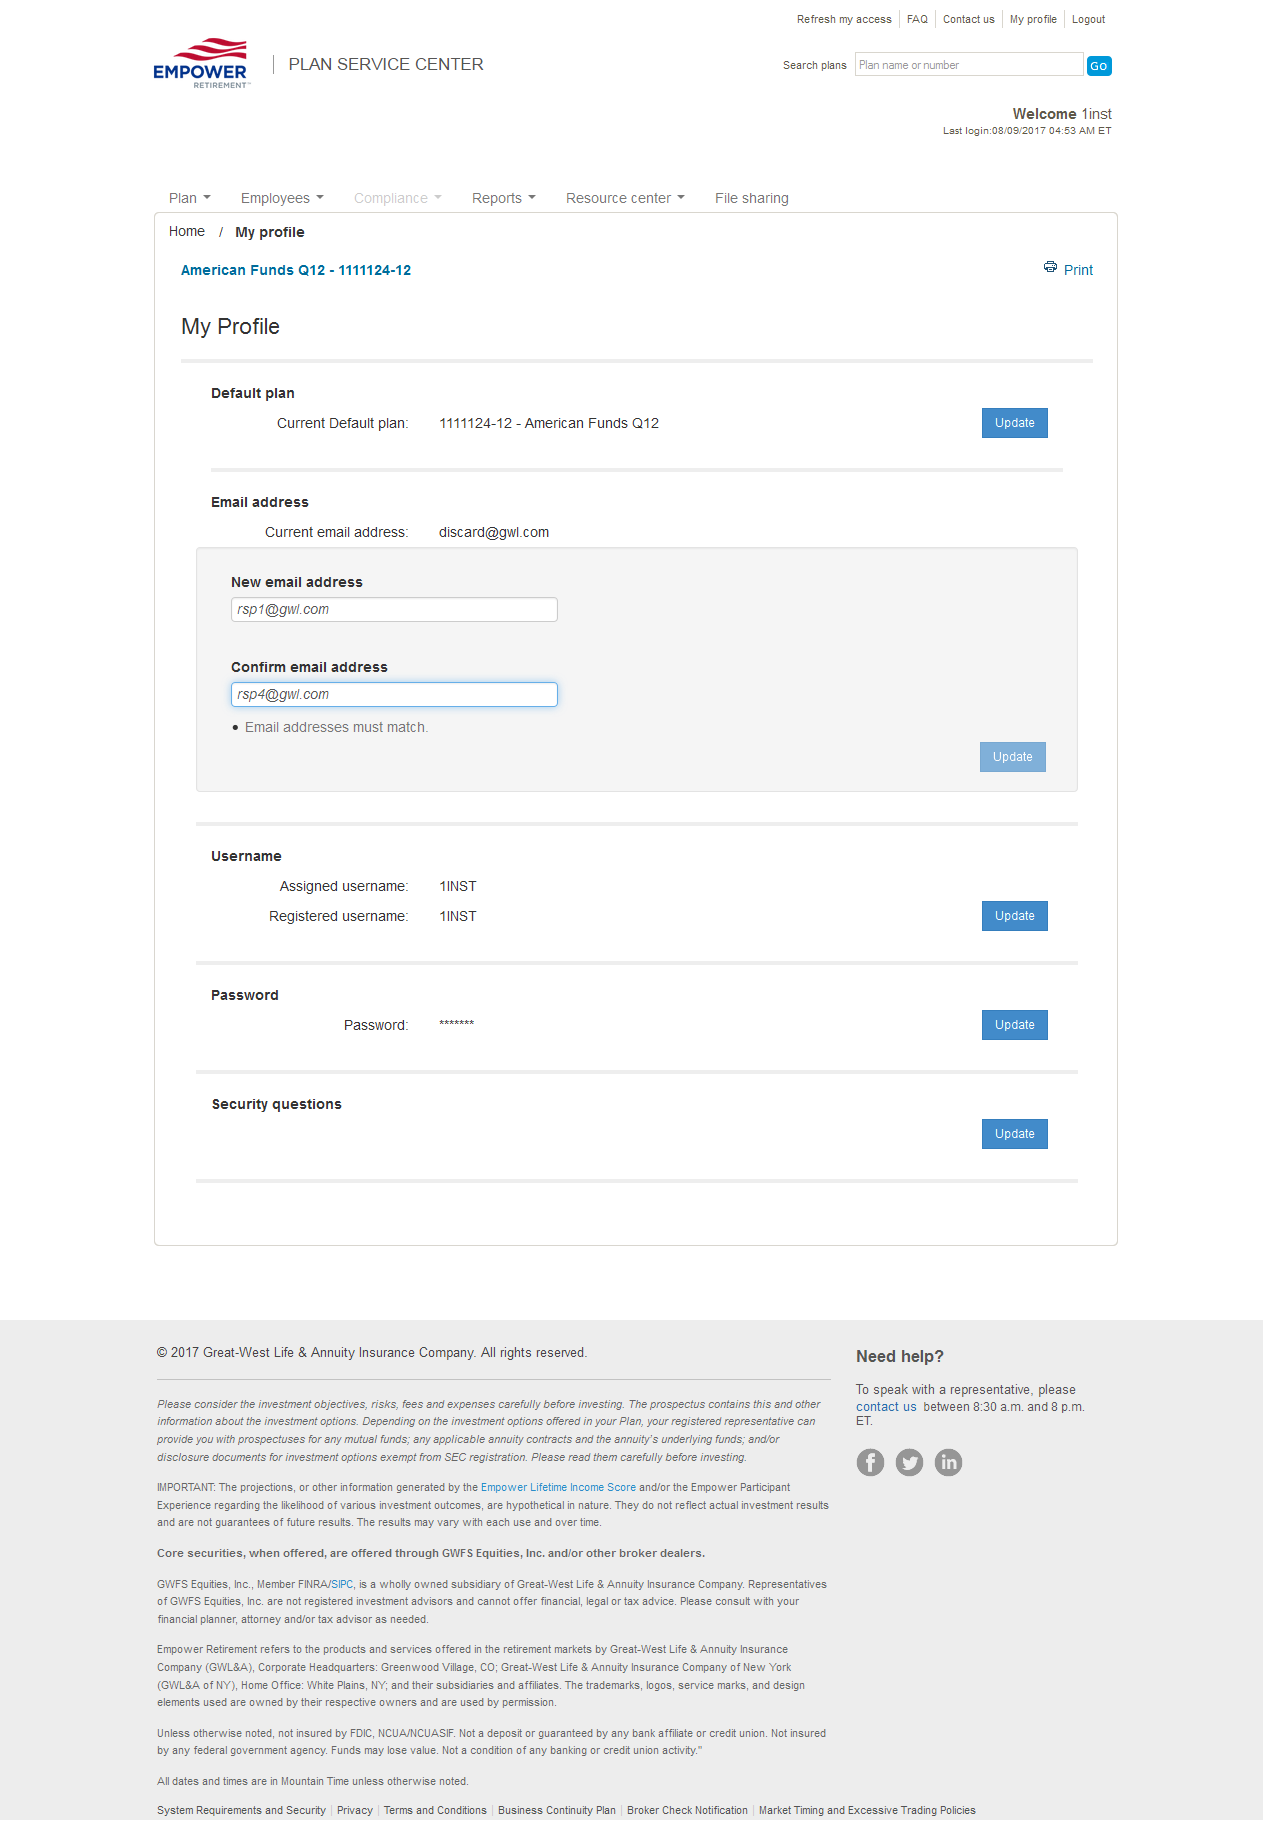 Refresh my access FAQ Contact us My profile Logout
EMPOWER
RETIREMENT™
PLAN SERVICE CENTER
Search plans Plan name or number Go
Welcome 1inst
Last login:08/09/2017 04:53 AM ET
Plan Employees Compliance Reports Resource center File sharing
Home / My profile
American Funds Q12 - 1111124-12 Print
My Profile
Default plan
Current Default plan: 1111124-12 - American Funds Q12 Update
Email address
Current email address: discard@gwl.com
New email address
rsp1@gwl.com
Confirm email address
rsp4@gwl.com
• Email addresses must match.
Update
Username
Assigned username: 1INST
Registered username: 1INST Update
Password
Password: ******* Update
Security questions
Update
© 2017 Great-West Life & Annuity Insurance Company. All rights reserved.
Please consider the investment objectives, risks, fees and expenses carefully before investing. The prospectus contains this and other
information about the investment options. Depending on the investment options offered in your Plan, your registered representative can
provide you with prospectuses for any mutual funds; any applicable annuity contracts and the annuity's underlying funds; and/or
disclosure documents for investment options exempt from SEC registration. Please read them carefully before investing.
IMPORTANT: The projections, or other information generated by the Empower Lifetime Income Score and/or the Empower Participant
Experience regarding the likelihood of various investment outcomes, are hypothetical in nature. They do not reflect actual investment results
and are not guarantees of future results. The results may vary with each use and over time.
Core securities, when offered, are offered through GWFS Equities, Inc. and/or other broker dealers.
GWFS Equities, Inc., Member FINRA/SIPC, is a wholly owned subsidiary of Great-West Life & Annuity Insurance Company. Representatives
of GWFS Equities, Inc. are not registered investment advisors and cannot offer financial, legal or tax advice. Please consult with your
financial planner, attorney and/or tax advisor as needed.
Empower Retirement refers to the products and services offered in the retirement markets by Great-West Life & Annuity Insurance
Company (GWL&A), Corporate Headquarters: Greenwood Village, CO; Great-West Life & Annuity Insurance Company of New York
(GWL&A of NY), Home Office: White Plains, NY; and their subsidiaries and affiliates. The trademarks, logos, service marks, and design
elements used are owned by their respective owners and are used by permission.
Unless otherwise noted, not insured by FDIC, NCUA/NCUASIF. Not a deposit or guaranteed by any bank affiliate or credit union. Not insured
by any federal government agency. Funds may lose value. Not a condition of any banking or credit union activity."
All dates and times are in Mountain Time unless otherwise noted.
Need help?
To speak with a representative, please
contact us between 8:30 a.m. and 8 p.m.
ET.
System Requirements and Security Privacy Terms and Conditions Business Continuity Plan Broker Check Notification Market Timing and Excessive Trading Policies